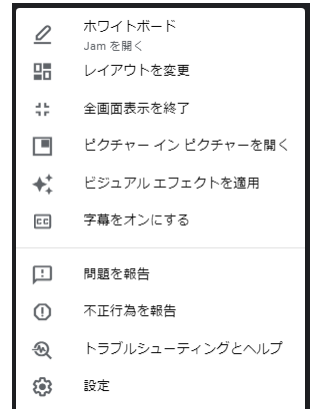 ホワイトボード
Jam を開く
レイアウトを変更
全画面表示を終了
ピクチャー イン ピクチャーを開く
ビジュアル エフェクトを適用
CC 字幕をオンにする
問題を報告
不正行為を報告
トラブルシューティングとヘルプ
設定